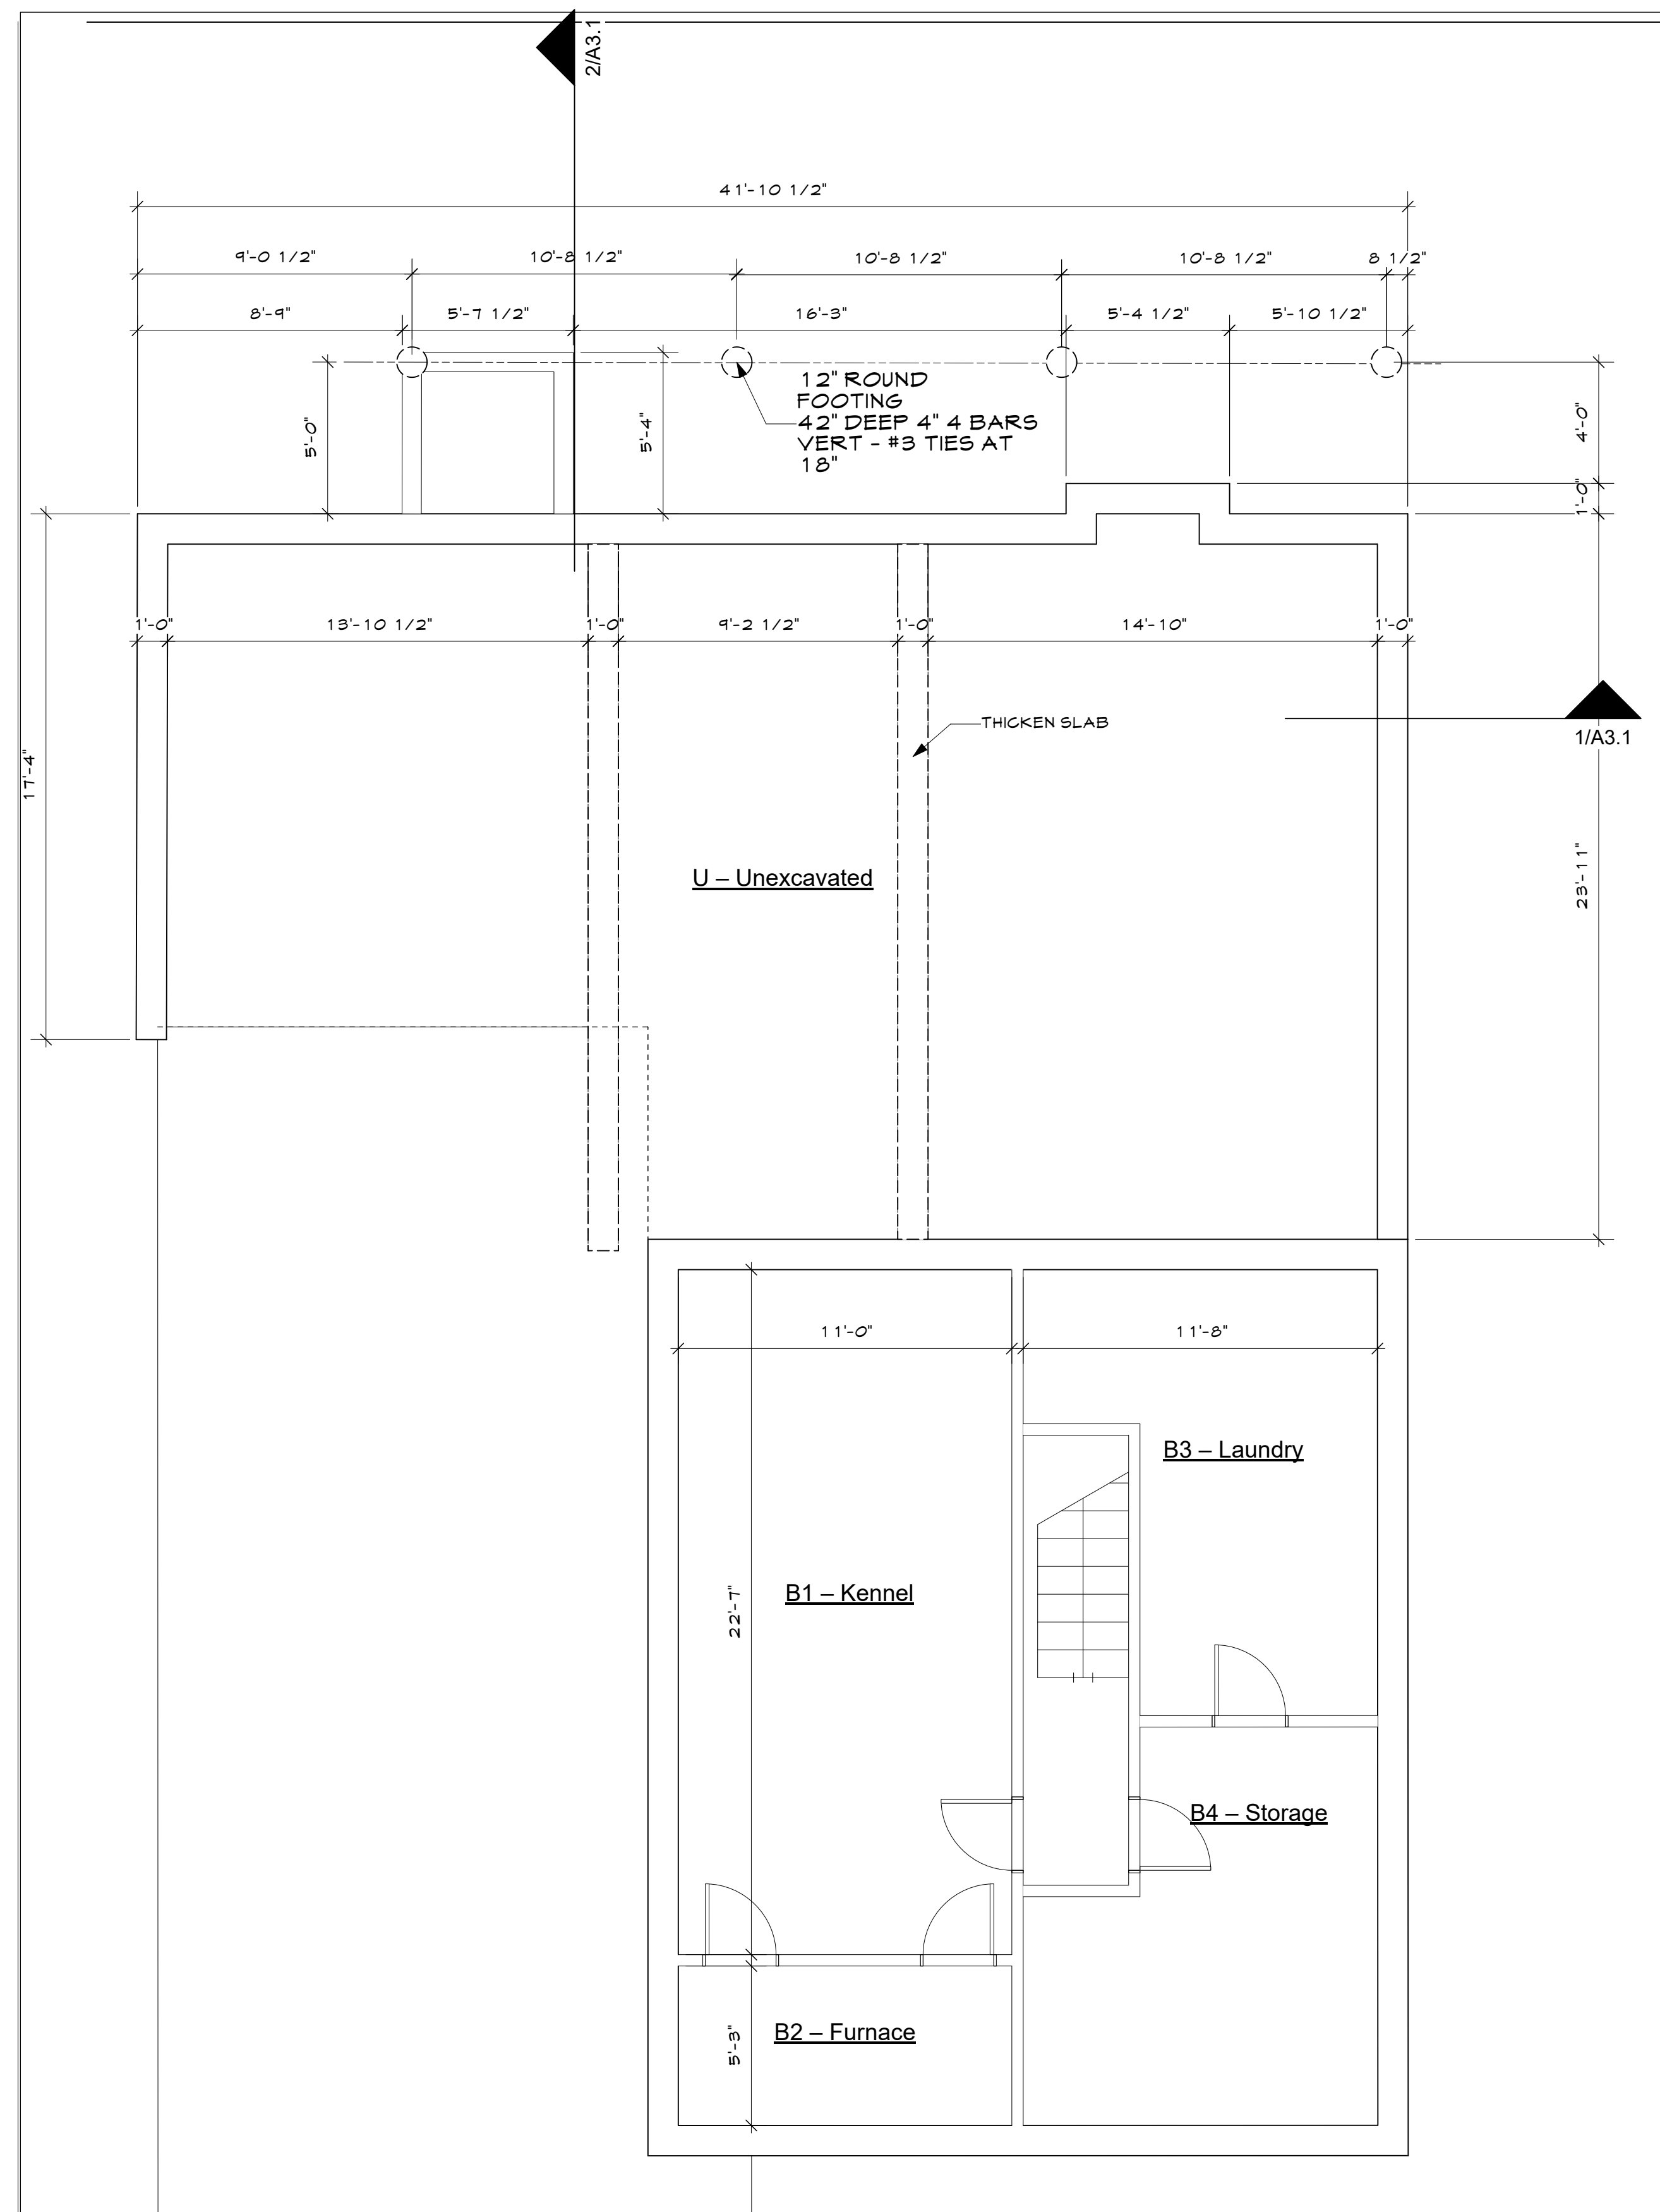 2/A3.1
41'-10 1/2"
9'-0 1/2"
10'-8 1/2"
10'-8 1/2"
10'-8 1/2"
8 1/2"
8'-9"
5'-7 1/2"
16'-3"
5'-4 1/2"
5'-10 1/2"
12" ROUND
FOOTING
42" DEEP 4" 4 BARS
VERT - #3 TIES AT
18"
5'-0"
5'-4"
4'-0"
1'-0"
1'-0"
13'-10 1/2"
1'-0"
9'-2 1/2"
1'-0"
14'-10"
1'-0"
THICKEN SLAB
1/A3.1
17'-4"
U – Unexcavated
23'-11"
11'-0"
11'-8"
B3 – Laundry
B1 – Kennel
22'-7"
B4 – Storage
B2 – Furnace
5'-3"